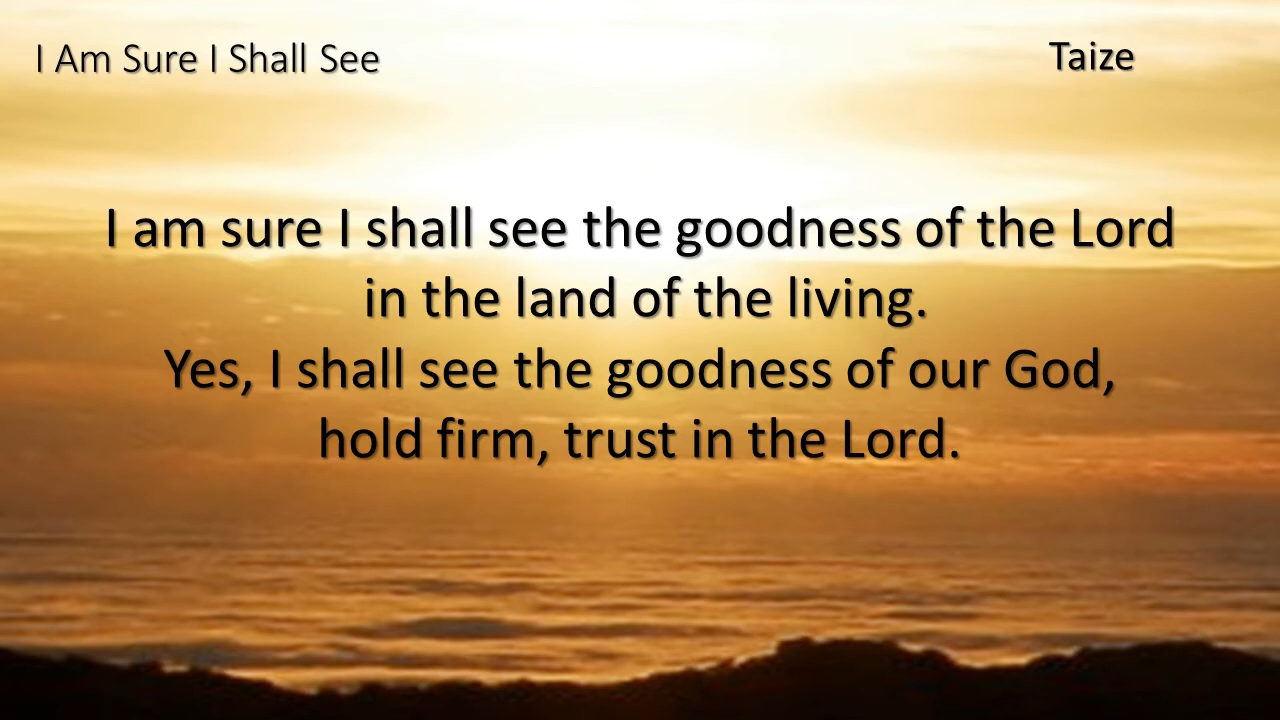 I Am Sure I Shall See
Taize
I am sure I shall see the goodness of the Lord
in the land of the living.
Yes, I shall see the goodness of our God,
hold firm, trust in the Lord.